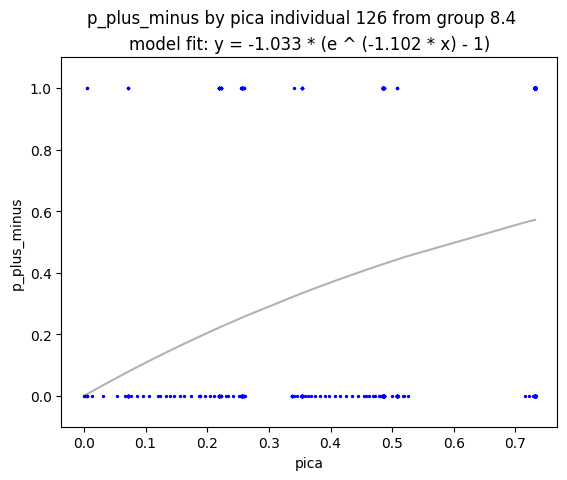 p_plus_minus by pica individual 126 from group 8.4
model fit: y = -1.033 * (e ^ (-1.102 * x) - 1)
1.0
0.8
0.6
0.4
0.2
0.0
p_plus_minus
0.0 0.1 0.2 0.3 0.4 0.5 0.6 0.7
pica